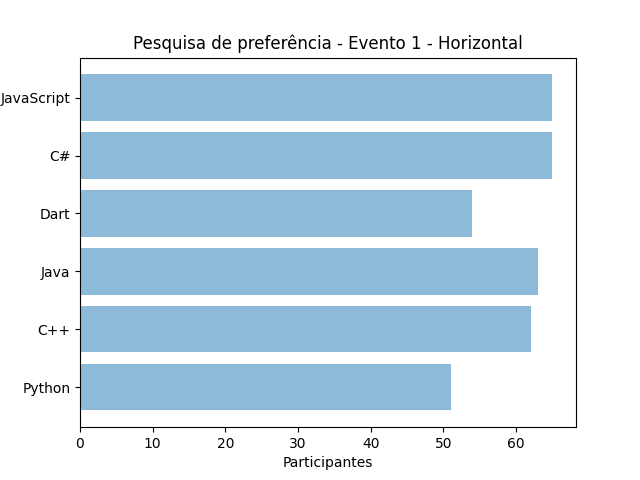 Pesquisa de preferência - Evento 1 - Horizontal
JavaScript
C#
Dart
Java
C++
Python
0 10 20 30 40 50 60
Participantes